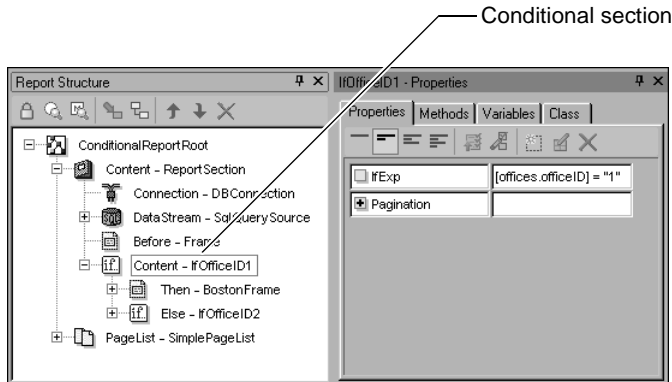 Conditional section
Report Structure
IfOfficeID1 - Properties
Properties Methods Variables Class
ConditionalReportRoot
Content - ReportSection
Connection - DBConnection
DataStream - SqlQuerySource
Before - Frame
Content - IfOfficeID1
Then - BostonFrame
Else - IfOfficeID2
PageList - SimplePageList
IfExp [offices.officeID] = "1"
Pagination